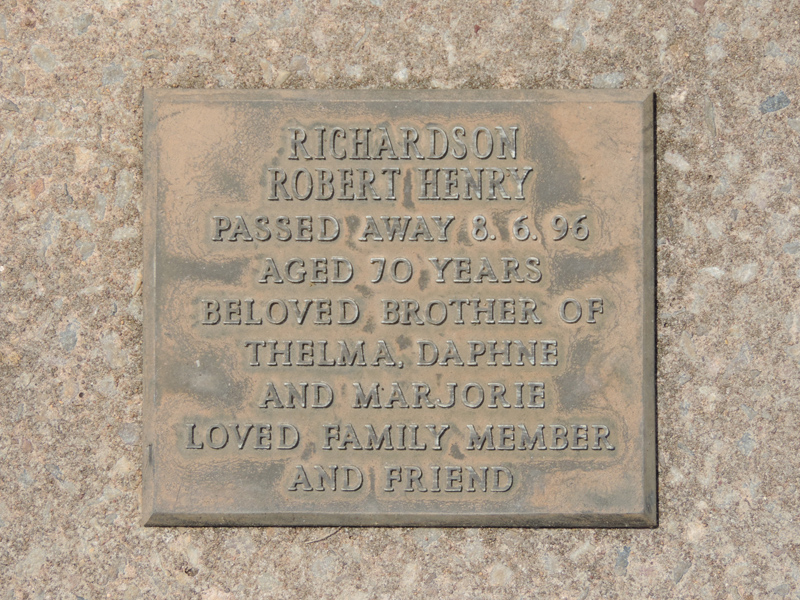 RICHARDSON
ROBERT HENRY
PASSED AWAY 8. 6. 96
AGED 70 YEARS
BELOVED BROTHER OF
THELMA, DAPHNE
AND MARJORIE
LOVED FAMILY MEMBER
AND FRIEND